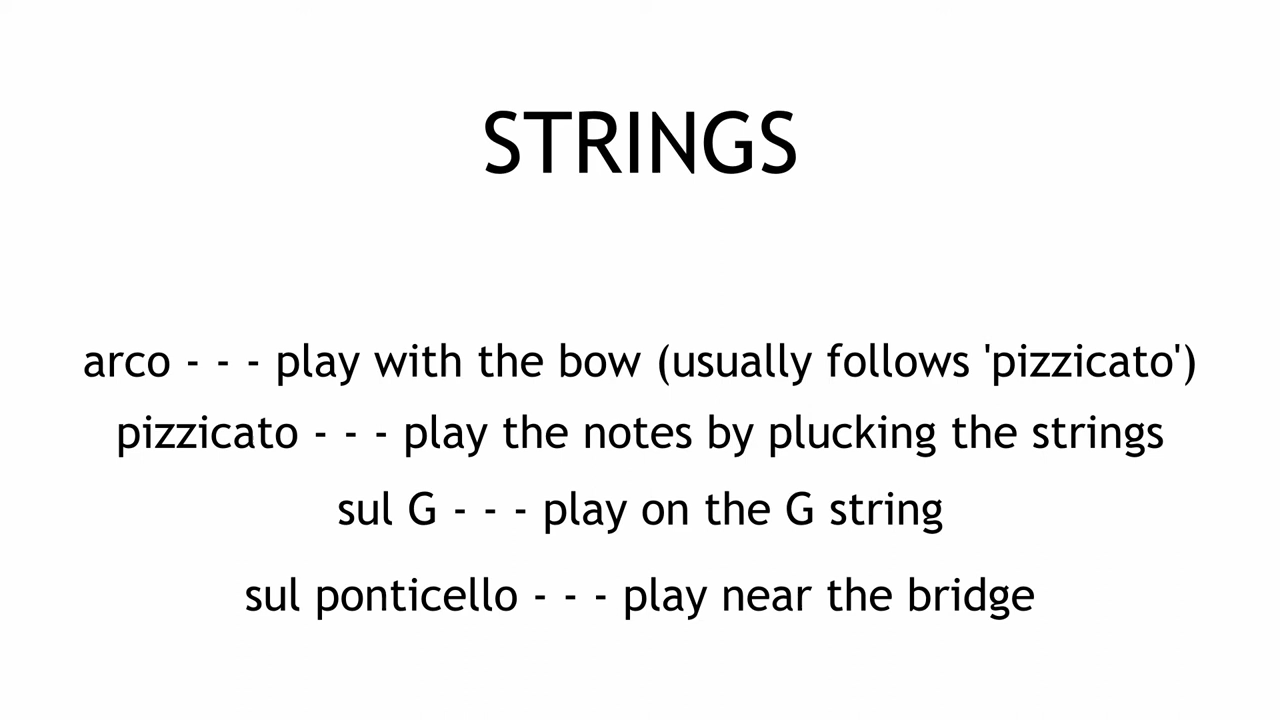 STRINGS
arco - - - play with the bow (usually follows 'pizzicato')
pizzicato - - - play the notes by plucking the strings
sul G - - - play on the G string
sul ponticello - - - play near the bridge